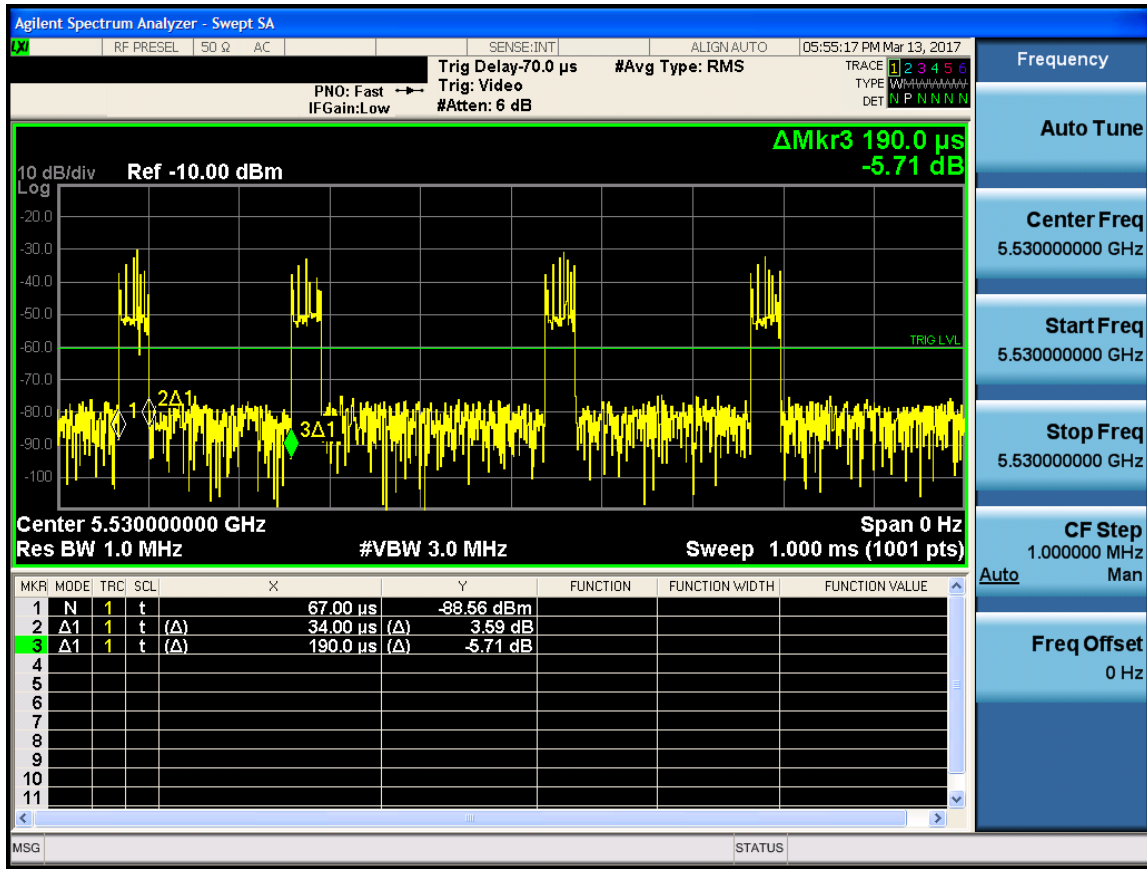 Agilent Spectrum Analyzer - Swept SA
LXI RF PRESEL 50 Ω AC SENSE:INT ALIGN AUTO 05:55:17 PM Mar 13, 2017
Trig Delay-70.0 µs #Avg Type: RMS TRACE 1 2 3 4 5 6
PNO: Fast Trig: Video TYPE WMWWWWW
IFGain:Low #Atten: 6 dB DET N P N N N N
ΔMkr3 190.0 µs
-5.71 dB
10 dB/div Ref -10.00 dBm
Log
-20.0
-30.0
-40.0
-50.0
-60.0
TRIG LVL
-70.0
-80.0
1 2Δ1
-90.0
3Δ1
-100
Center 5.530000000 GHz Span 0 Hz
Res BW 1.0 MHz #VBW 3.0 MHz Sweep 1.000 ms (1001 pts)
MKR MODE TRC SCL X Y FUNCTION FUNCTION WIDTH FUNCTION VALUE
1 N 1 t 67.00 µs -88.56 dBm
2 Δ1 1 t (Δ) 34.00 µs (Δ) 3.59 dB
3 Δ1 1 t (Δ) 190.0 µs (Δ) -5.71 dB
4
5
6
7
8
9
10
11
MSG STATUS
Frequency
Auto Tune
Center Freq
5.530000000 GHz
Start Freq
5.530000000 GHz
Stop Freq
5.530000000 GHz
CF Step
1.000000 MHz
Auto Man
Freq Offset
0 Hz